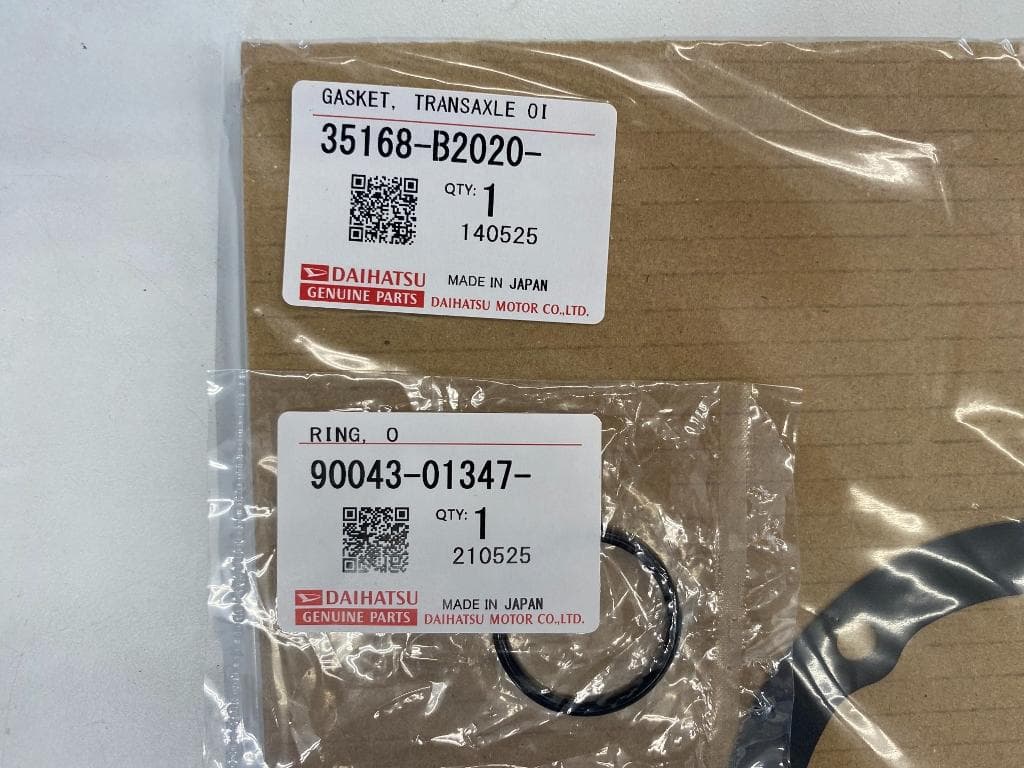 GASKET, TRANSAXLE OI
35168-B2020-
QTY: 1
140525
DAIHATSU
GENUINE PARTS
MADE IN JAPAN
DAIHATSU MOTOR CO.,LTD.
RING, O
90043-01347-
QTY: 1
210525
DAIHATSU
GENUINE PARTS
MADE IN JAPAN
DAIHATSU MOTOR CO.,LTD.